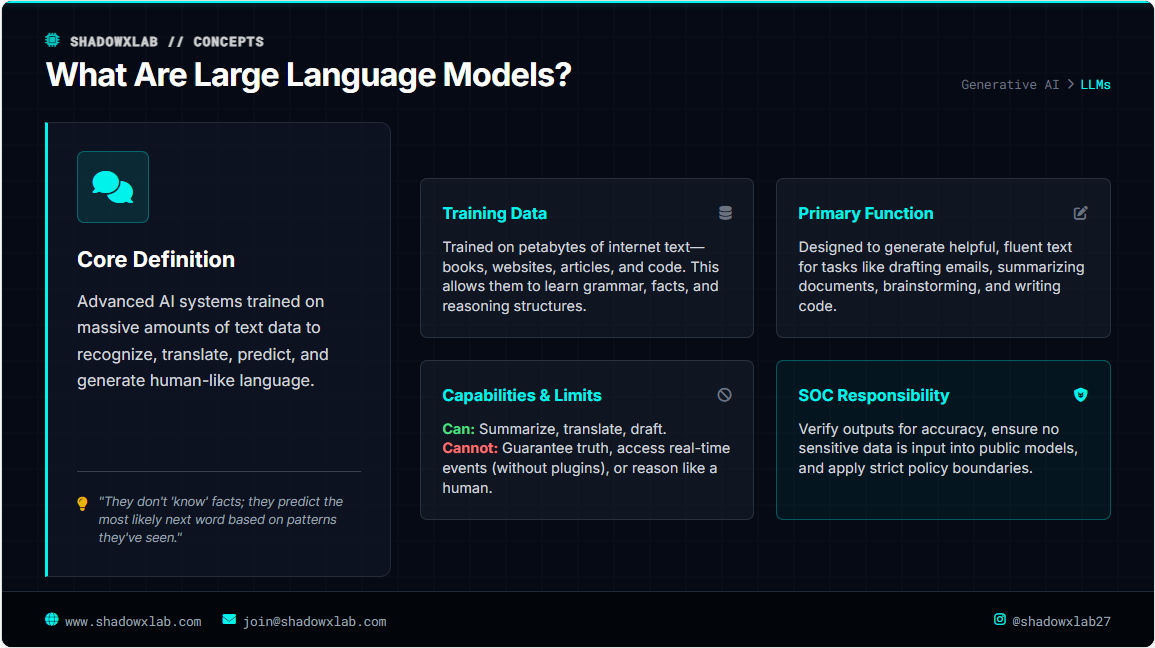 SHADOWXLAB // CONCEPTS
What Are Large Language Models?
Generative AI > LLMs
Core Definition
Advanced AI systems trained on
massive amounts of text data to
recognize, translate, predict, and
generate human-like language.
"They don't 'know' facts; they predict the
most likely next word based on patterns
they've seen."
Training Data
Trained on petabytes of internet text—
books, websites, articles, and code. This
allows them to learn grammar, facts, and
reasoning structures.
Primary Function
Designed to generate helpful, fluent text
for tasks like drafting emails, summarizing
documents, brainstorming, and writing
code.
Capabilities & Limits
Can: Summarize, translate, draft.
Cannot: Guarantee truth, access real-time
events (without plugins), or reason like a
human.
SOC Responsibility
Verify outputs for accuracy, ensure no
sensitive data is input into public models,
and apply strict policy boundaries.
www.shadowxlab.com
join@shadowxlab.com
@shadowxlab27